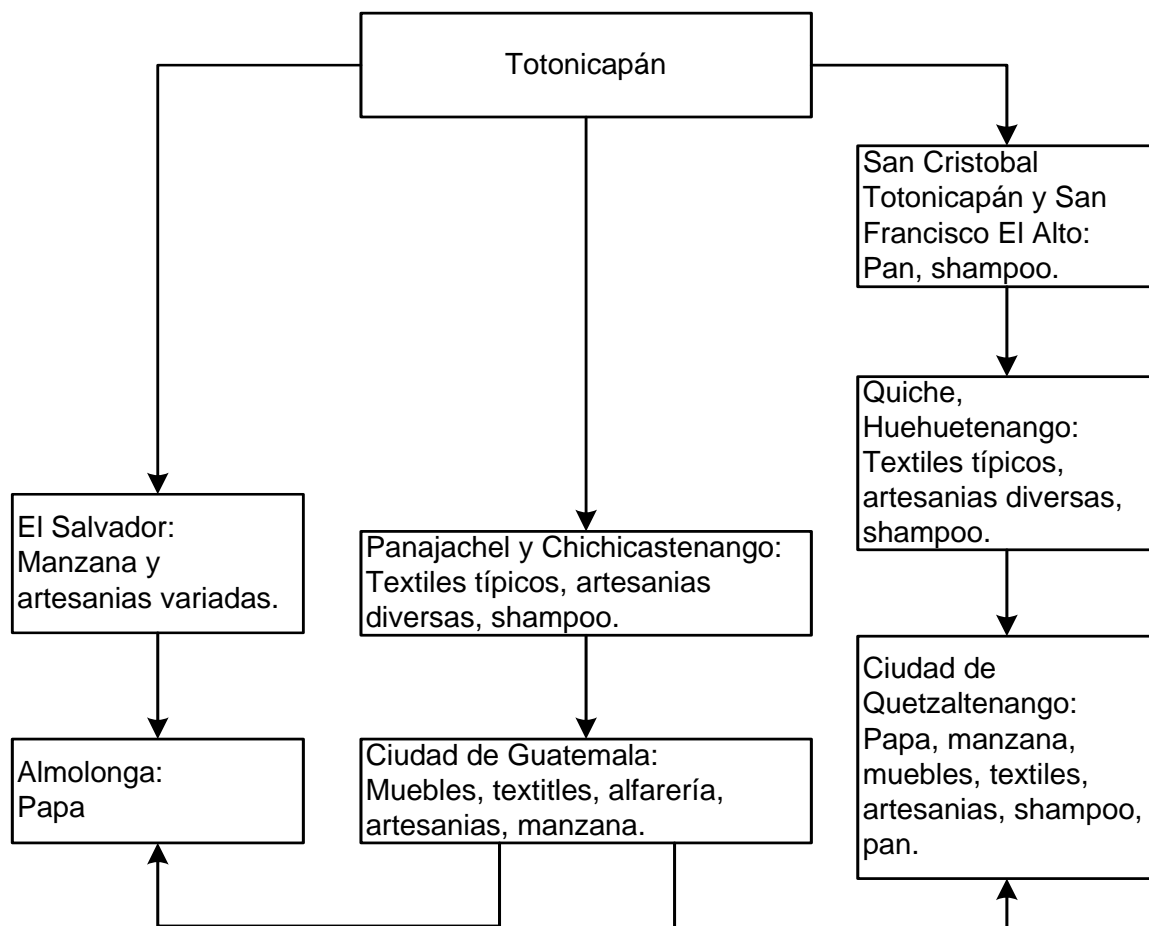 Totonicapán
San Cristobal
Totonicapán y San
Francisco El Alto:
Pan, shampoo.
Quiche,
Huehuetenango:
Textiles típicos,
artesanias diversas,
shampoo.
El Salvador:
Manzana y
artesanias variadas.
Panajachel y Chichicastenango:
Textiles típicos, artesanias
diversas, shampoo.
Ciudad de
Quetzaltenango:
Papa, manzana,
muebles, textiles,
artesanias, shampoo,
pan.
Almolonga:
Papa
Ciudad de Guatemala:
Muebles, textitles, alfarería,
artesanias, manzana.